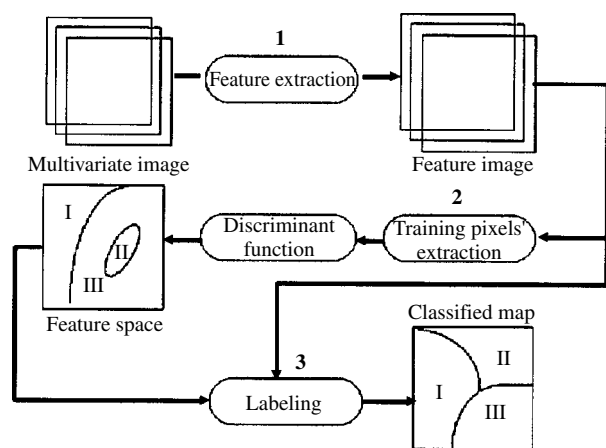 1
Feature extraction
Multivariate image
Feature image
2
I
II
III
Discriminant
function
Training pixels'
extraction
Feature space
Classified map
3
Labeling
I
II
III